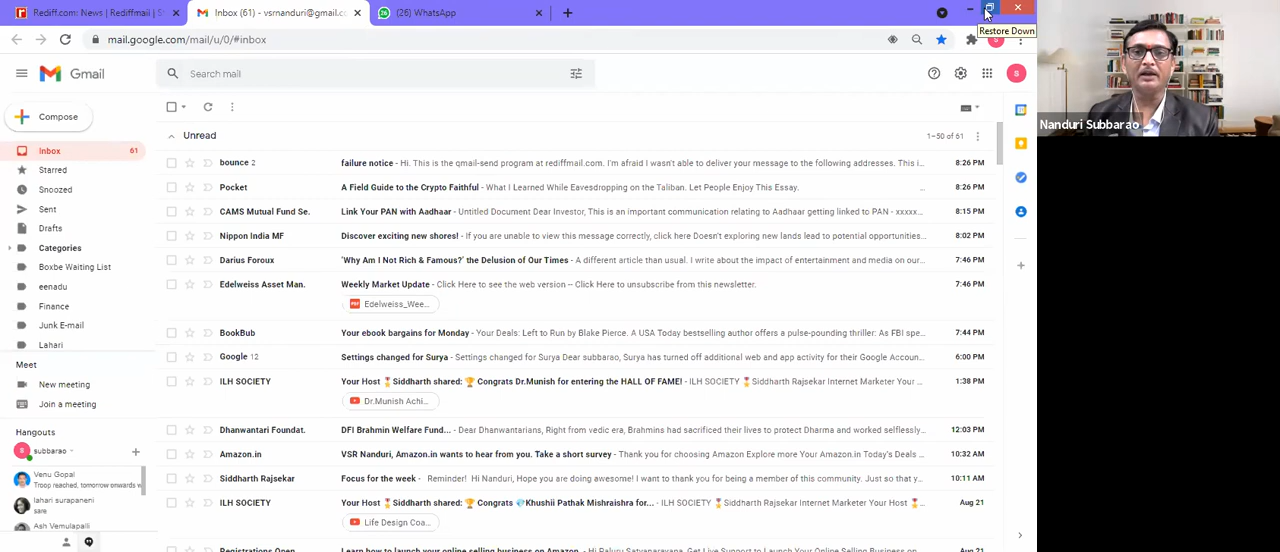 Rediff.com: News | Rediffmail | S
Inbox (61) - vsrnanduri@gmail.co
(26) WhatsApp
Restore Down
mail.google.com/mail/u/0/#inbox
S
Gmail
Search mail
S
Compose
Nanduri Subbarao
Unread
1–50 of 61
Inbox 61
Starred
Snoozed
Sent
Drafts
Categories
Boxbe Waiting List
eenadu
Finance
Junk E-mail
Lahari
Meet
New meeting
Join a meeting
Hangouts
S subbarao
Venu Gopal
Troop reached, tomorrow onwards w
lahari surapaneni
sare
Ash Vemulapalli
bounce 2 failure notice - Hi. This is the qmail-send program at rediffmail.com. I'm afraid I wasn't able to deliver your message to the following addresses. This i… 8:26 PM
Pocket A Field Guide to the Crypto Faithful - What I Learned While Eavesdropping on the Taliban. Let People Enjoy This Essay. … 8:26 PM
CAMS Mutual Fund Se. Link Your PAN with Aadhaar - Untitled Document Dear Investor, This is an important communication relating to Aadhaar getting linked to PAN - xxxxx… 8:15 PM
Nippon India MF Discover exciting new shores! - If you are unable to view this message correctly, click here Doesn't exploring new lands lead to potential opportunities… 8:02 PM
Darius Foroux 'Why Am I Not Rich & Famous?' the Delusion of Our Times - A different article than usual. I write about the impact of entertainment and media on our… 7:46 PM
Edelweiss Asset Man. Weekly Market Update - Click Here to see the web version -- Click Here to unsubscribe from this newsletter. 7:46 PM
PDF Edelweiss_Wee...
BookBub Your ebook bargains for Monday - Your Deals: Left to Run by Blake Pierce. A USA Today bestselling author offers a pulse-pounding thriller: As FBI spe… 7:44 PM
Google 12 Settings changed for Surya - Settings changed for Surya Dear subbarao, Surya has turned off additional web and app activity for their Google Accoun… 6:00 PM
ILH SOCIETY Your Host 🎖️Siddharth shared: 🏆 Congrats Dr.Munish for entering the HALL OF FAME! - ILH SOCIETY 🎖️Siddharth Rajsekar Internet Marketer Your … 1:38 PM
Dr.Munish Achi...
Dhanwantari Foundat. DFI Brahmin Welfare Fund... - Dear Dhanwantarians, Right from vedic era, Brahmins had sacrificed their lives to protect Dharma and worked selflessly… 12:03 PM
Amazon.in VSR Nanduri, Amazon.in wants to hear from you. Take a short survey - Thank you for choosing Amazon Explore more Your Amazon.in Today's Deals … 10:32 AM
Siddharth Rajsekar Focus for the week - Reminder! Hi Nanduri, Hope you are doing awesome! I want to thank you for being a member of this community. Just so that y… 10:11 AM
ILH SOCIETY Your Host 🎖️Siddharth shared: 🏆 Congrats 💎Khushii Pathak Mishraishra for... - ILH SOCIETY 🎖️Siddharth Rajsekar Internet Marketer Your Host … Aug 21
Life Design Coa...
Registrations Open. Learn how to launch your online selling business on Amazon. Aug 21